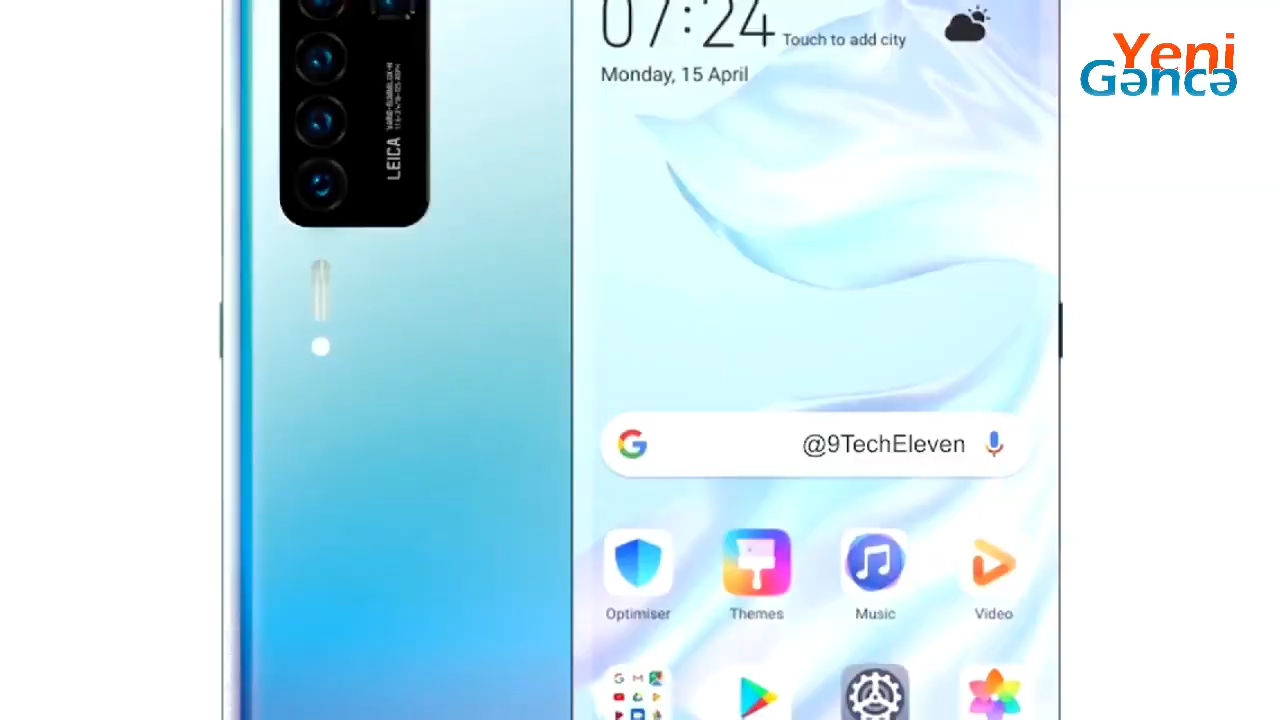 07:24
Touch to add city
Monday, 15 April
Yeni
Gəncə
LEICA
@9TechEleven
Optimiser
Themes
Music
Video